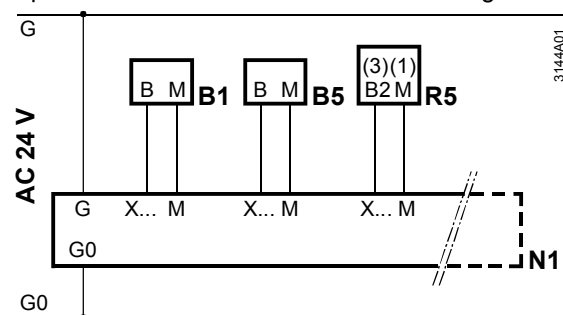 G
3144A01
(3)(1)
B M B1 B M B5 B2 M R5
AC 24 V
G X... M X... M X... M
G0
N1
G0